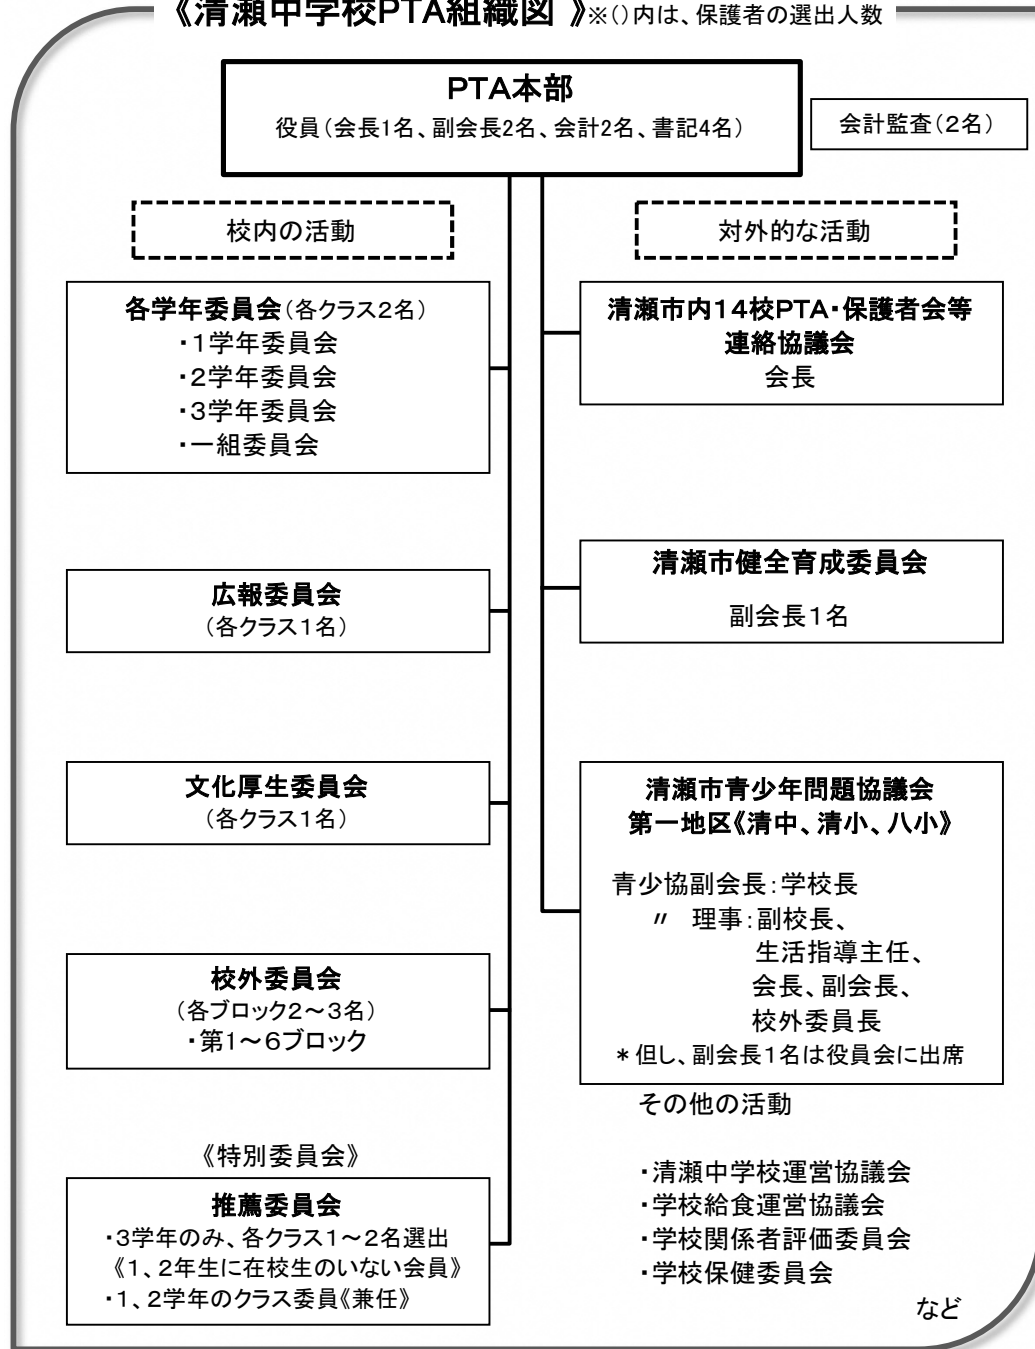 《清瀬中学校PTA組織図 》※()内は、保護者の選出人数
PTA本部
役員(会長1名、副会長2名、会計2名、書記4名)
会計監査(2名)
校内の活動
各学年委員会(各クラス2名)
・1学年委員会
・2学年委員会
・3学年委員会
・一組委員会
広報委員会
(各クラス1名)
文化厚生委員会
(各クラス1名)
校外委員会
(各ブロック2~3名)
・第1~6ブロック
《特別委員会》
推薦委員会
・3学年のみ、各クラス1~2名選出
《1、2年生に在校生のいない会員》
・1、2学年のクラス委員《兼任》
対外的な活動
清瀬市内14校PTA・保護者会等
連絡協議会
会長
清瀬市健全育成委員会
副会長1名
清瀬市青少年問題協議会
第一地区《清中、清小、八小》
青少協副会長:学校長
〃 理事:副校長、
生活指導主任、
会長、副会長、
校外委員長
*但し、副会長1名は役員会に出席
その他の活動
・清瀬中学校運営協議会
・学校給食運営協議会
・学校関係者評価委員会
・学校保健委員会
など